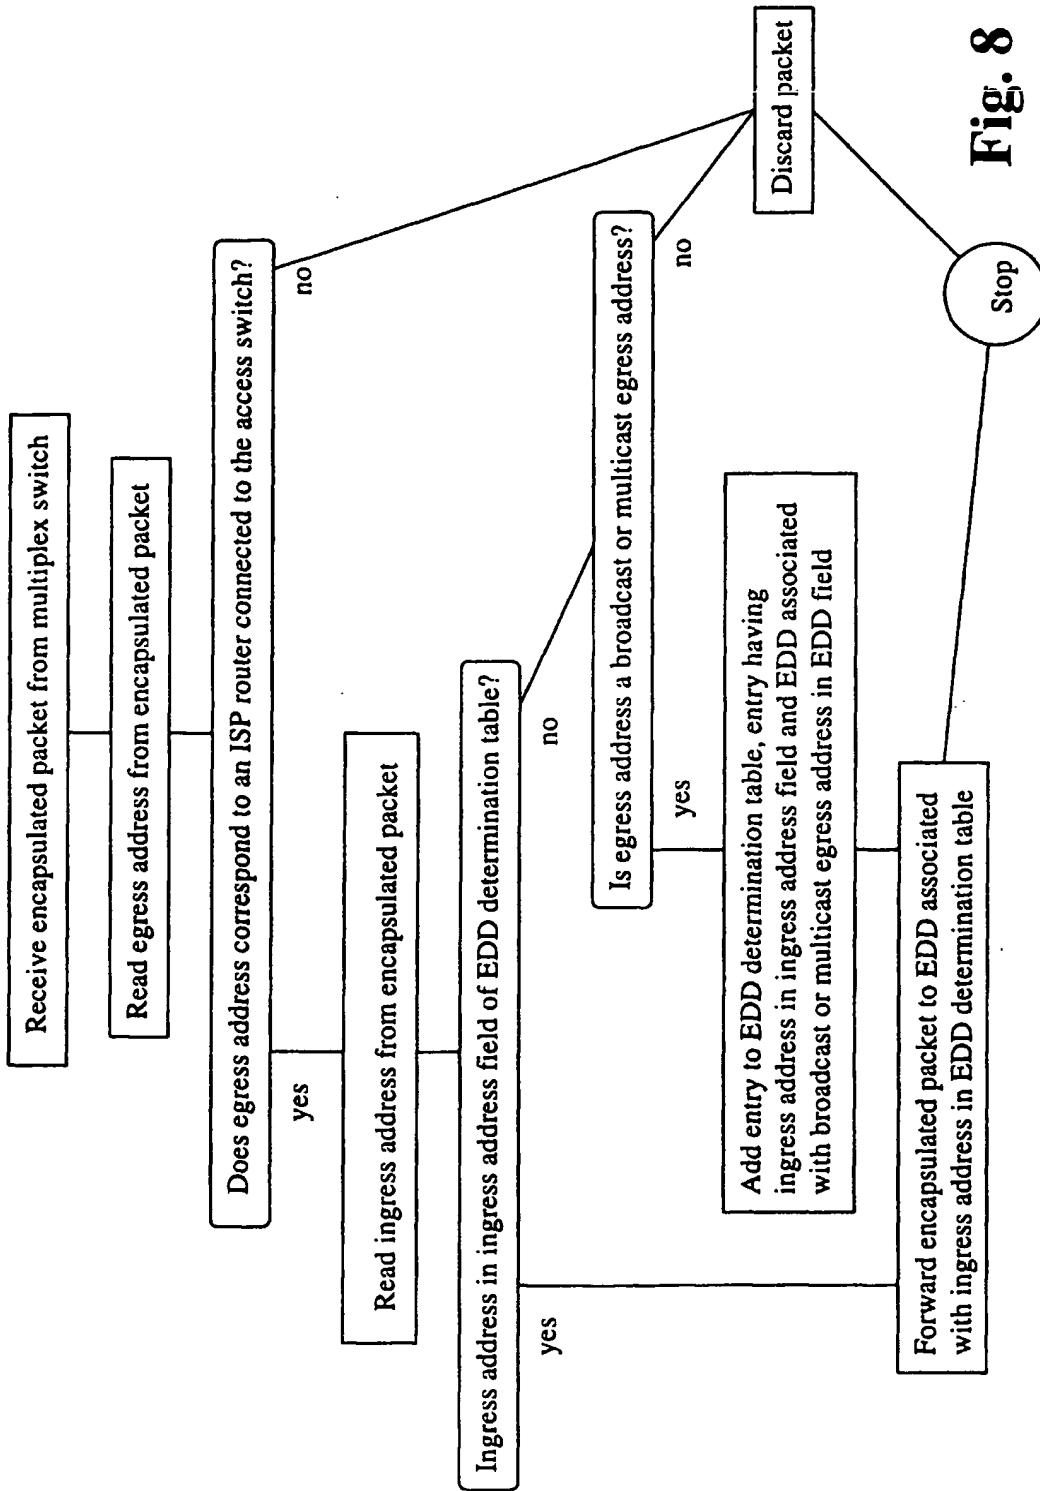 Receive encapsulated packet from multiplex switch
Read egress address from encapsulated packet
Does egress address correspond to an ISP router connected to the access switch?
yes
no
Read ingress address from encapsulated packet
Ingress address in ingress address field of EDD determination table?
yes
no
Is egress address a broadcast or multicast egress address?
yes
no
Add entry to EDD determination table, entry having
ingress address in ingress address field and EDD associated
with broadcast or multicast egress address in EDD field
Discard packet
Forward encapsulated packet to EDD associated
with ingress address in EDD determination table
Stop
Fig. 8